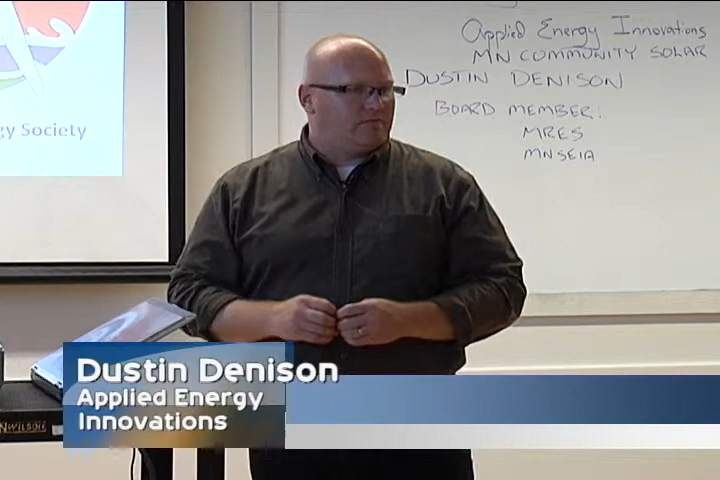 Applied Energy Innovations
MN COMMUNITY SOLAR
DUSTIN DENISON
BOARD MEMBER:
MRES
MNSEIA
gy Society
Dustin Denison
Applied Energy
Innovations
NWILSON